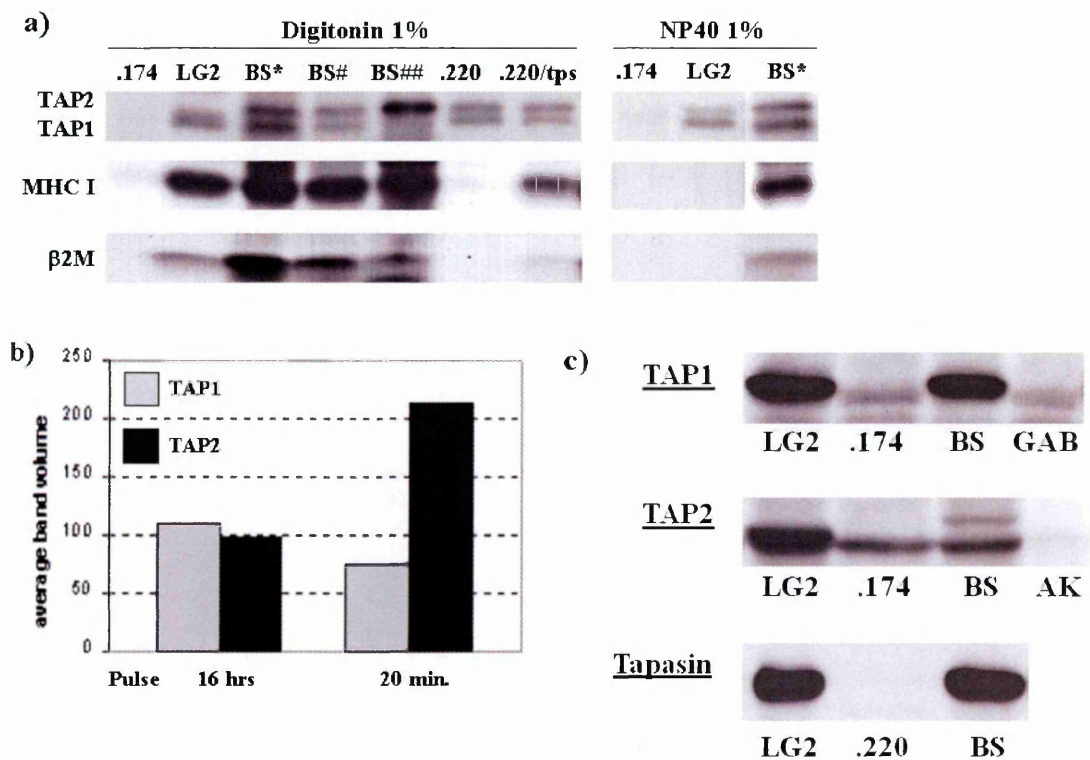 a)
Digitonin 1%
NP40 1%
.174 LG2 BS* BS# BS## .220 .220/tps
.174 LG2 BS*
TAP2
TAP1
MHC I
β2M
b)
250
200
150
100
50
0
average band volume
TAP1
TAP2
Pulse 16 hrs 20 min.
c)
TAP1
LG2 .174 BS GAB
TAP2
LG2 .174 BS AK
Tapasin
LG2 .220 BS